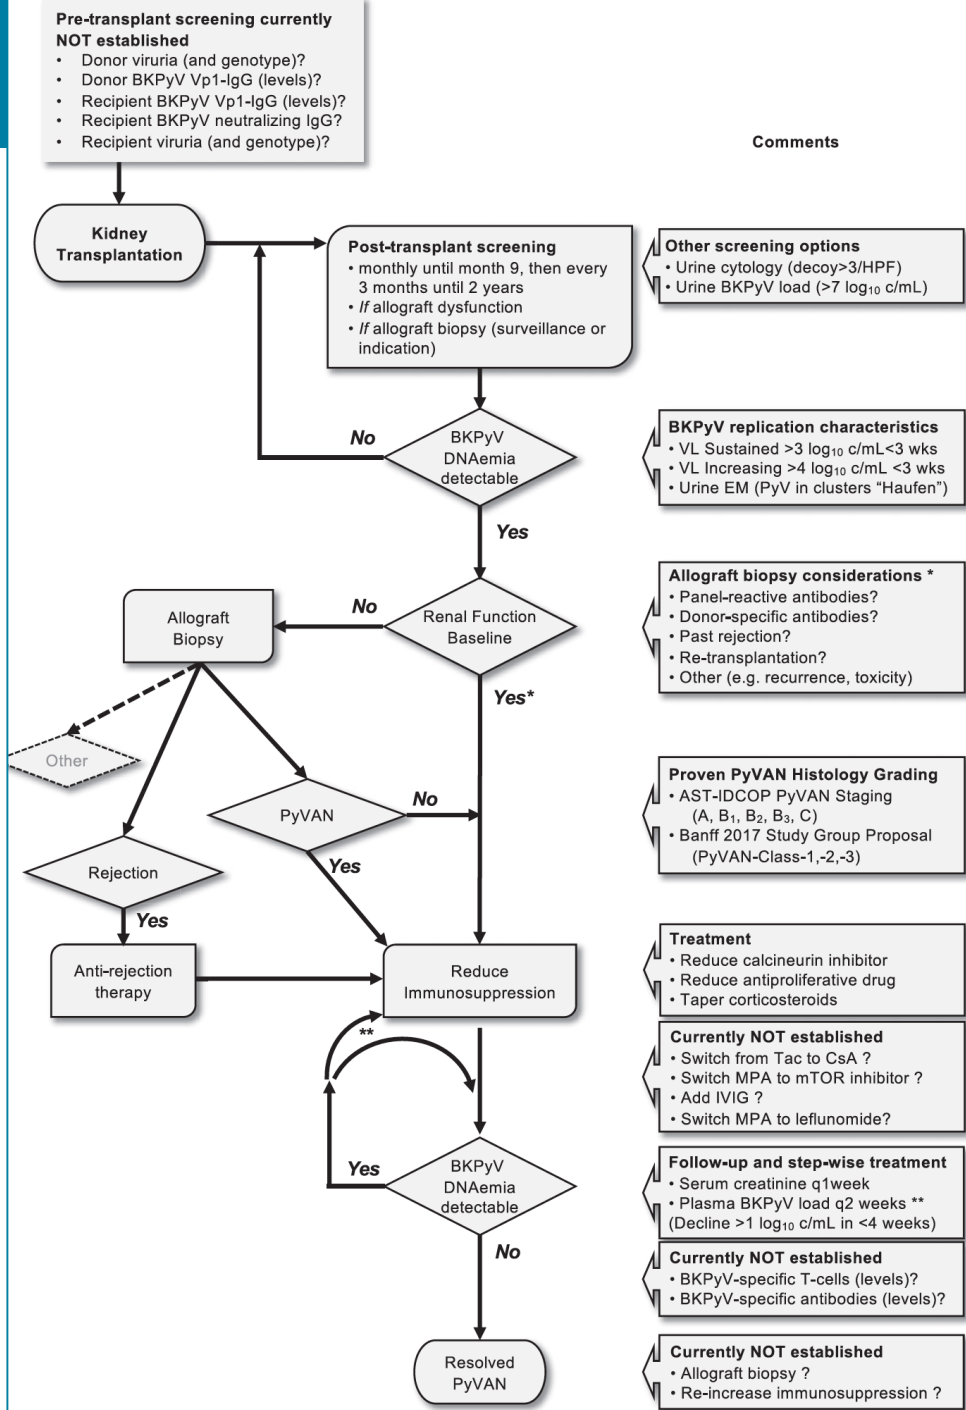 Pre-transplant screening currently
NOT established
• Donor viruria (and genotype)?
• Donor BKPyV Vp1-IgG (levels)?
• Recipient BKPyV Vp1-IgG (levels)?
• Recipient BKPyV neutralizing IgG?
• Recipient viruria (and genotype)?
Comments
Kidney
Transplantation
Post-transplant screening
• monthly until month 9, then every
3 months until 2 years
• If allograft dysfunction
• If allograft biopsy (surveillance or
indication)
Other screening options
• Urine cytology (decoy>3/HPF)
• Urine BKPyV load (>7 log₁₀ c/mL)
No
BKPyV
DNAemia
detectable
Yes
BKPyV replication characteristics
• VL Sustained >3 log₁₀ c/mL<3 wks
• VL Increasing >4 log₁₀ c/mL <3 wks
• Urine EM (PyV in clusters “Haufen”)
Allograft
Biopsy
No
Renal Function
Baseline
Yes*
Allograft biopsy considerations *
• Panel-reactive antibodies?
• Donor-specific antibodies?
• Past rejection?
• Re-transplantation?
• Other (e.g. recurrence, toxicity)
Other
PyVAN
No
Yes
Rejection
Yes
Proven PyVAN Histology Grading
• AST-IDCOP PyVAN Staging
(A, B₁, B₂, B₃, C)
• Banff 2017 Study Group Proposal
(PyVAN-Class-1,-2,-3)
Anti-rejection
therapy
Reduce
Immunosuppression
Treatment
• Reduce calcineurin inhibitor
• Reduce antiproliferative drug
• Taper corticosteroids
**
Currently NOT established
• Switch from Tac to CsA ?
• Switch MPA to mTOR inhibitor ?
• Add IVIG ?
• Switch MPA to leflunomide?
Yes
BKPyV
DNAemia
detectable
No
Follow-up and step-wise treatment
• Serum creatinine q1week
• Plasma BKPyV load q2 weeks **
(Decline >1 log₁₀ c/mL in <4 weeks)
Currently NOT established
• BKPyV-specific T-cells (levels)?
• BKPyV-specific antibodies (levels)?
Resolved
PyVAN
Currently NOT established
• Allograft biopsy ?
• Re-increase immunosuppression ?